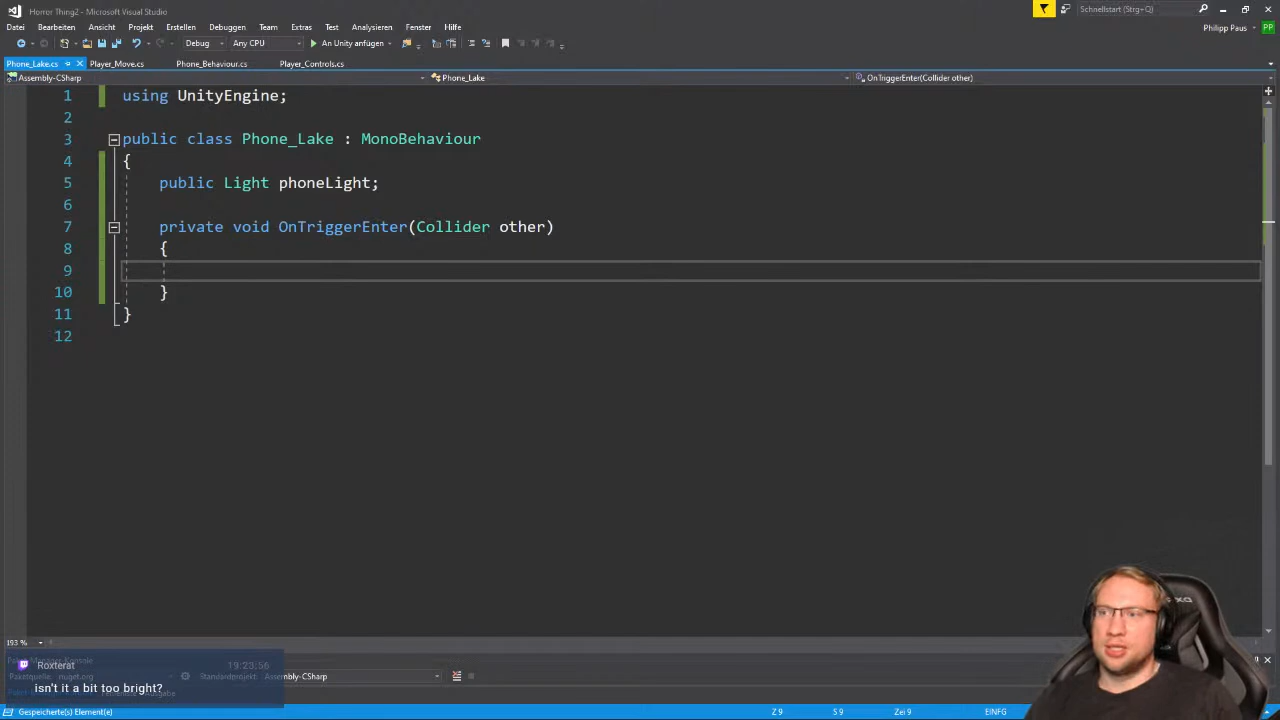 Horror Thing2 - Microsoft Visual Studio
Schnellstart (Strg+Q)
Datei Bearbeiten Ansicht Projekt Erstellen Debuggen Team Extras Test Analysieren Fenster Hilfe
Philipp Paus PP
Debug Any CPU An Unity anfügen
Phone_Lake.cs Player_Move.cs Phone_Behaviour.cs Player_Controls.cs
Assembly-CSharp Phone_Lake OnTriggerEnter(Collider other)
1 using UnityEngine;
2
3 public class Phone_Lake : MonoBehaviour
4 {
5 public Light phoneLight;
6
7 private void OnTriggerEnter(Collider other)
8 {
9
10 }
11 }
12
193 %
Roxterat 19:23:56
Paketquelle: nuget.org Standardprojekt: Assembly-CSharp
isn't it a bit too bright?
Gespeicherte(s) Element(e) Z 9 S 9 Zei 9 EINFG